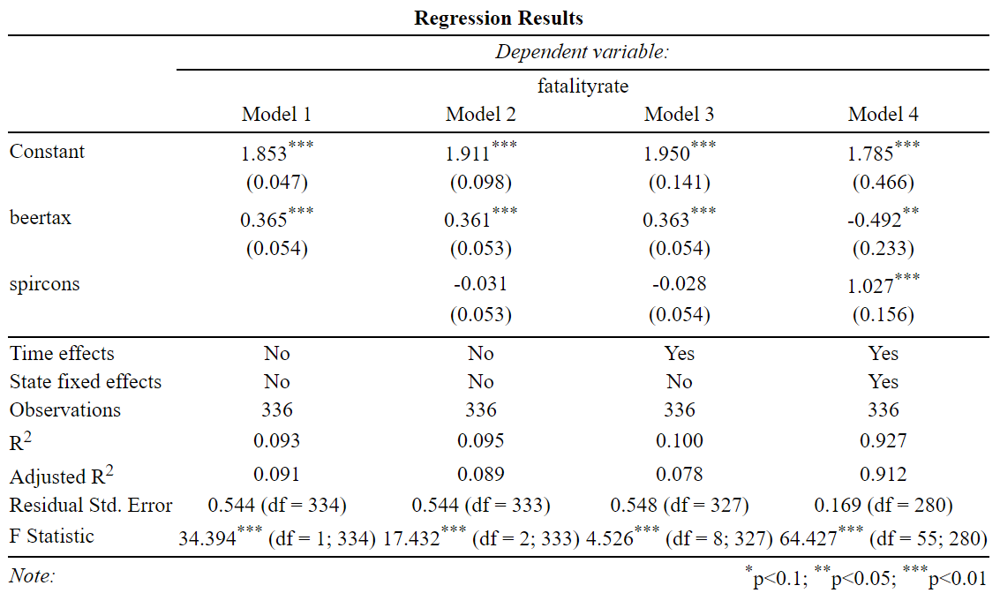 Regression Results
Dependent variable:
fatalityrate
Model 1 Model 2 Model 3 Model 4
Constant 1.853*** 1.911*** 1.950*** 1.785***
(0.047) (0.098) (0.141) (0.466)
beertax 0.365*** 0.361*** 0.363*** -0.492**
(0.054) (0.053) (0.054) (0.233)
spircons -0.031 -0.028 1.027***
(0.053) (0.054) (0.156)
Time effects No No Yes Yes
State fixed effects No No No Yes
Observations 336 336 336 336
R2 0.093 0.095 0.100 0.927
Adjusted R2 0.091 0.089 0.078 0.912
Residual Std. Error 0.544 (df = 334) 0.544 (df = 333) 0.548 (df = 327) 0.169 (df = 280)
F Statistic 34.394*** (df = 1; 334) 17.432*** (df = 2; 333) 4.526*** (df = 8; 327) 64.427*** (df = 55; 280)
Note: *p<0.1; **p<0.05; ***p<0.01